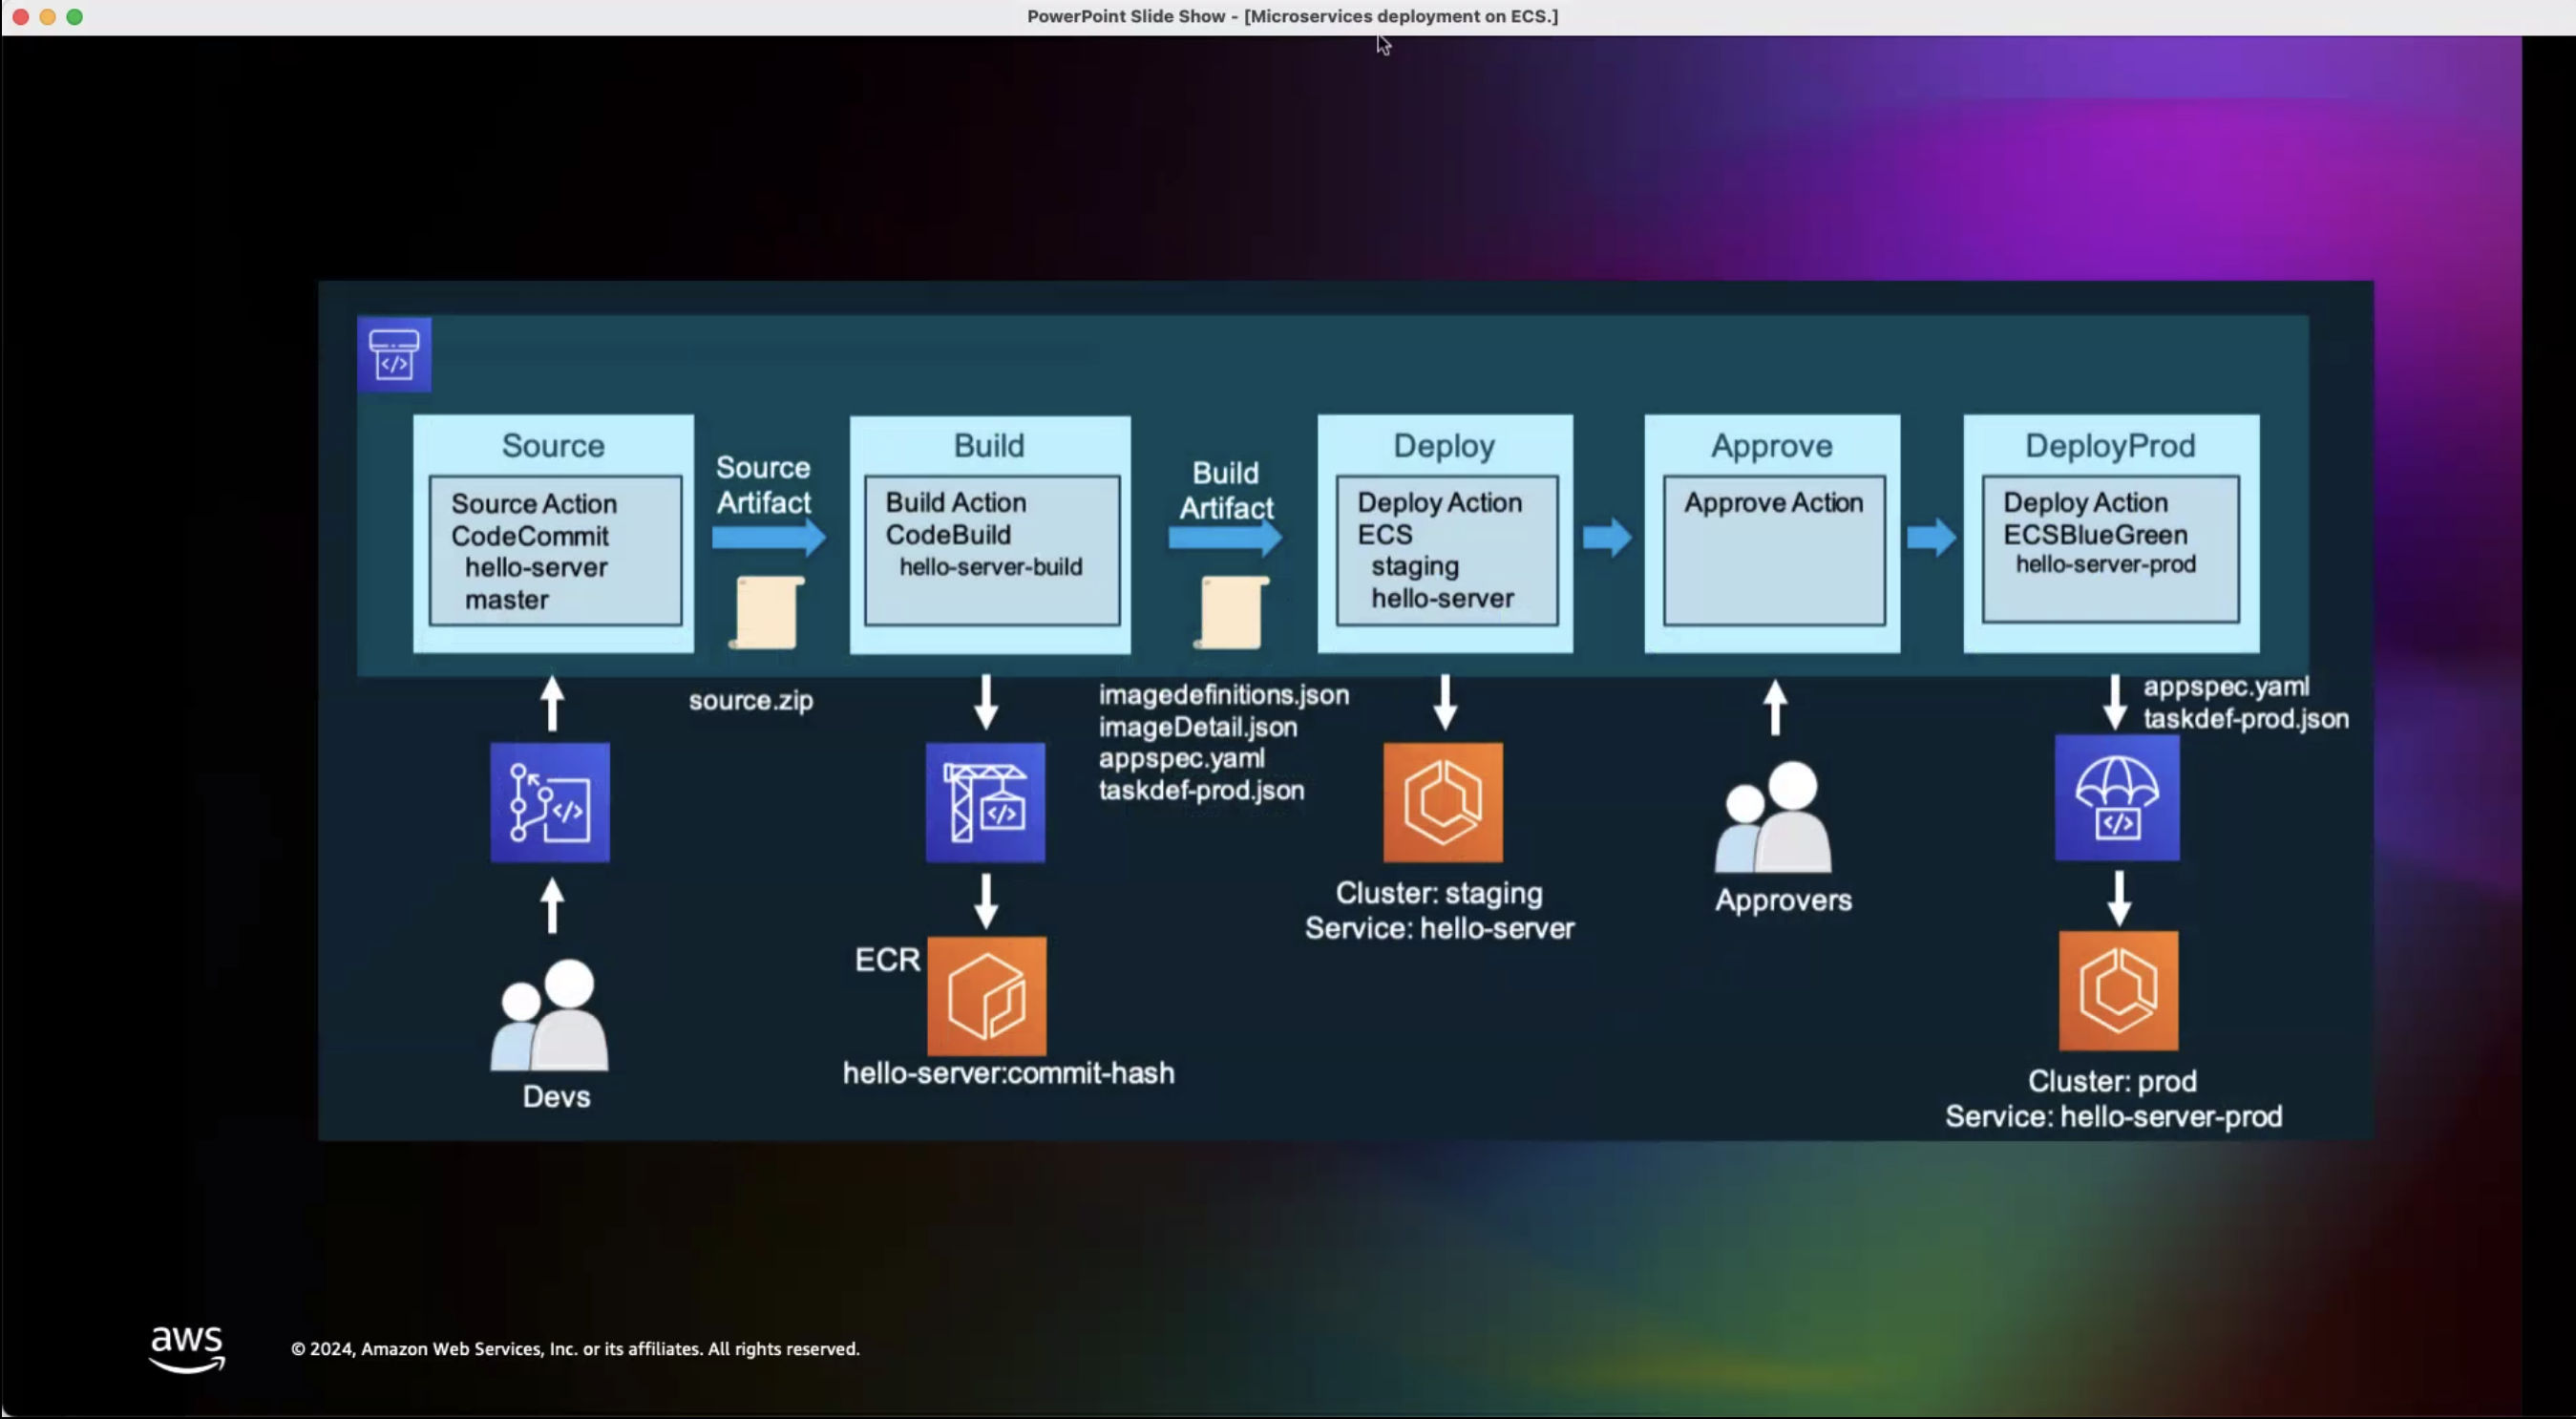 PowerPoint Slide Show - [Microservices deployment on ECS.]
Source
Source Action
CodeCommit
hello-server
master
Source
Artifact
source.zip
Build
Build Action
CodeBuild
hello-server-build
Build
Artifact
imagedefinitions.json
imageDetail.json
appspec.yaml
taskdef-prod.json
Deploy
Deploy Action
ECS
staging
hello-server
Approve
Approve Action
DeployProd
Deploy Action
ECSBlueGreen
hello-server-prod
appspec.yaml
taskdef-prod.json
Devs
ECR
hello-server:commit-hash
Cluster: staging
Service: hello-server
Approvers
Cluster: prod
Service: hello-server-prod
aws
© 2024, Amazon Web Services, Inc. or its affiliates. All rights reserved.